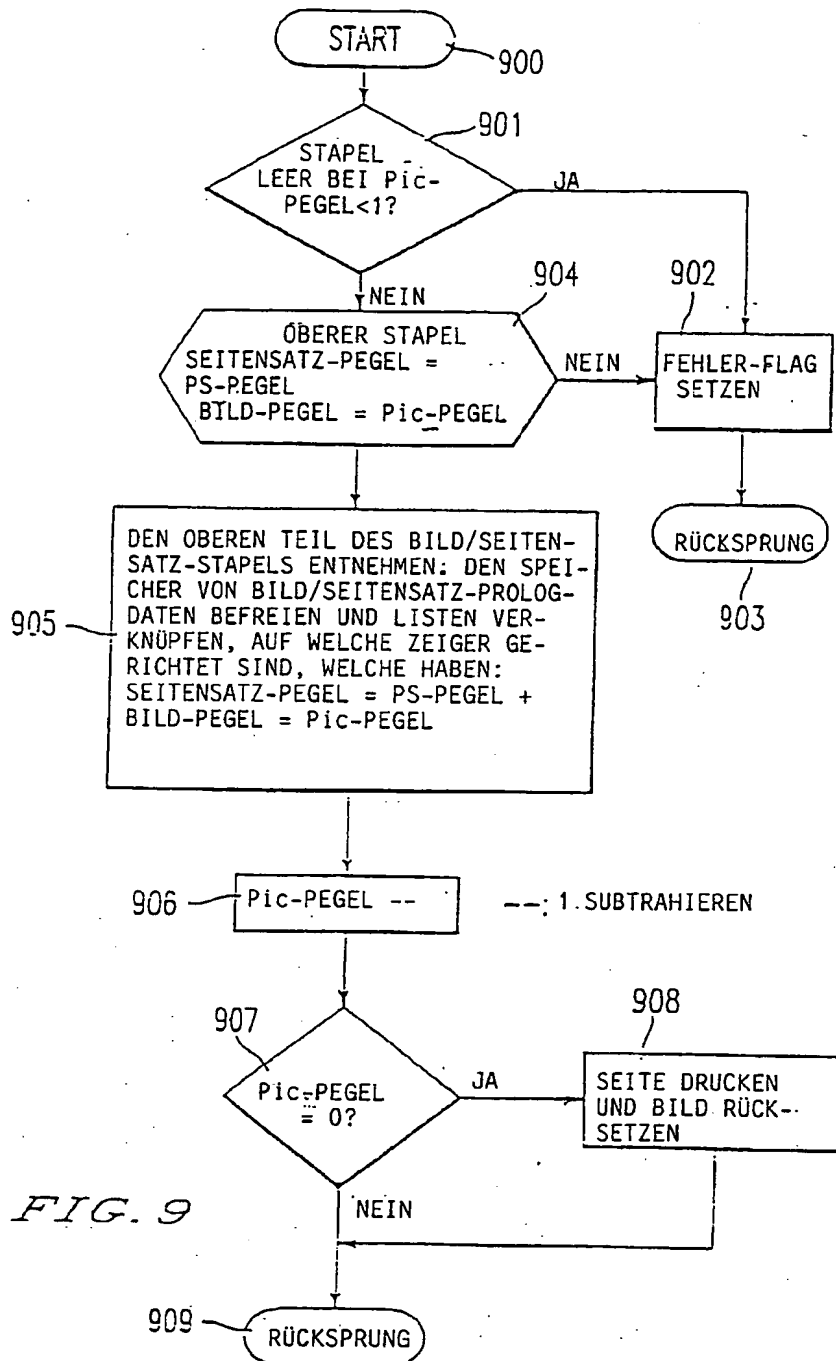 START
900
901
STAPEL
LEER BEI Pic-
PEGEL<1?
JA
NEIN
904
902
OBERER STAPEL
SEITENSATZ-PEGEL =
PS-PEGEL
BILD-PEGEL = Pic-PEGEL
NEIN
FEHLER-FLAG
SETZEN
RÜCKSPRUNG
903
905
DEN OBEREN TEIL DES BILD/SEITEN-
SATZ-STAPELS ENTNEHMEN: DEN SPEI-
CHER VON BILD/SEITENSATZ-PROLOG-
DATEN BEFREIEN UND LISTEN VER-
KNÜPFEN, AUF WELCHE ZEIGER GE-
RICHTET SIND, WELCHE HABEN:
SEITENSATZ-PEGEL = PS-PEGEL +
BILD-PEGEL = Pic-PEGEL
906
Pic-PEGEL --
--: 1.SUBTRAHIEREN
907
Pic-PEGEL
= 0?
JA
908
SEITE DRUCKEN
UND BILD RÜCK-
SETZEN
NEIN
FIG. 9
909
RÜCKSPRUNG